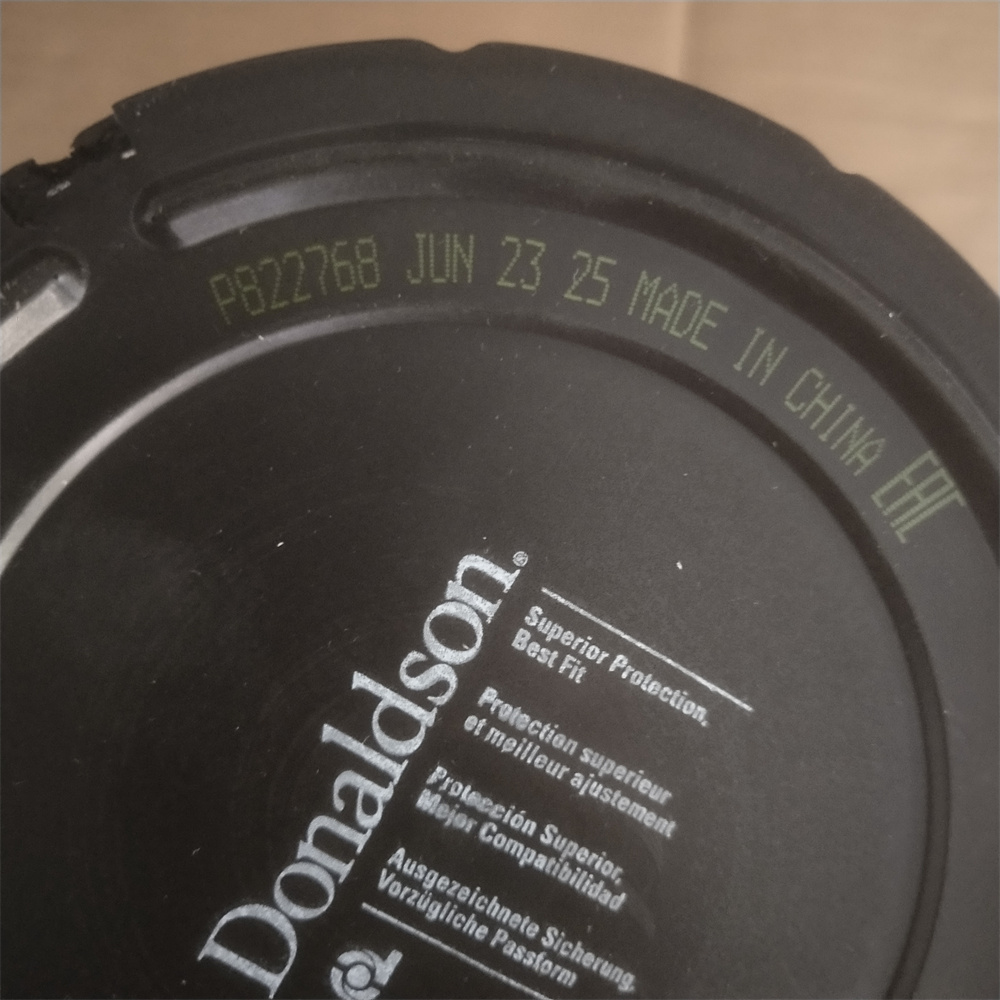 P822768 JUN 23 25 MADE IN CHINA EAC
Donaldson®
Superior Protection.
Best Fit
Protection superieur
et meilleur ajustement
Protección Superior,
Mejor Compatibilidad
Ausgezeichnete Sicherung,
Vorzügliche Passform